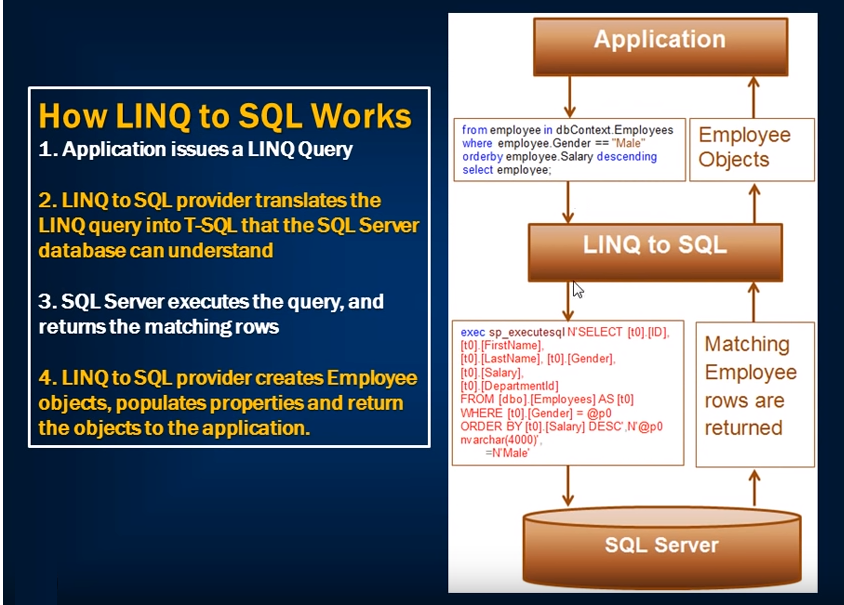 How LINQ to SQL Works
1. Application issues a LINQ Query
2. LINQ to SQL provider translates the
LINQ query into T-SQL that the SQL Server
database can understand
3. SQL Server executes the query, and
returns the matching rows
4. LINQ to SQL provider creates Employee
objects, populates properties and return
the objects to the application.
Application
from employee in dbContext.Employees
where employee.Gender == "Male"
orderby employee.Salary descending
select employee;
Employee
Objects
LINQ to SQL
exec sp_executesql N'SELECT [t0].[ID],
[t0].[FirstName],
[t0].[LastName], [t0].[Gender],
[t0].[Salary],
[t0].[DepartmentId]
FROM [dbo].[Employees] AS [t0]
WHERE [t0].[Gender] = @p0
ORDER BY [t0].[Salary] DESC',N'@p0
nvarchar(4000)',
=N'Male'
Matching
Employee
rows are
returned
SQL Server